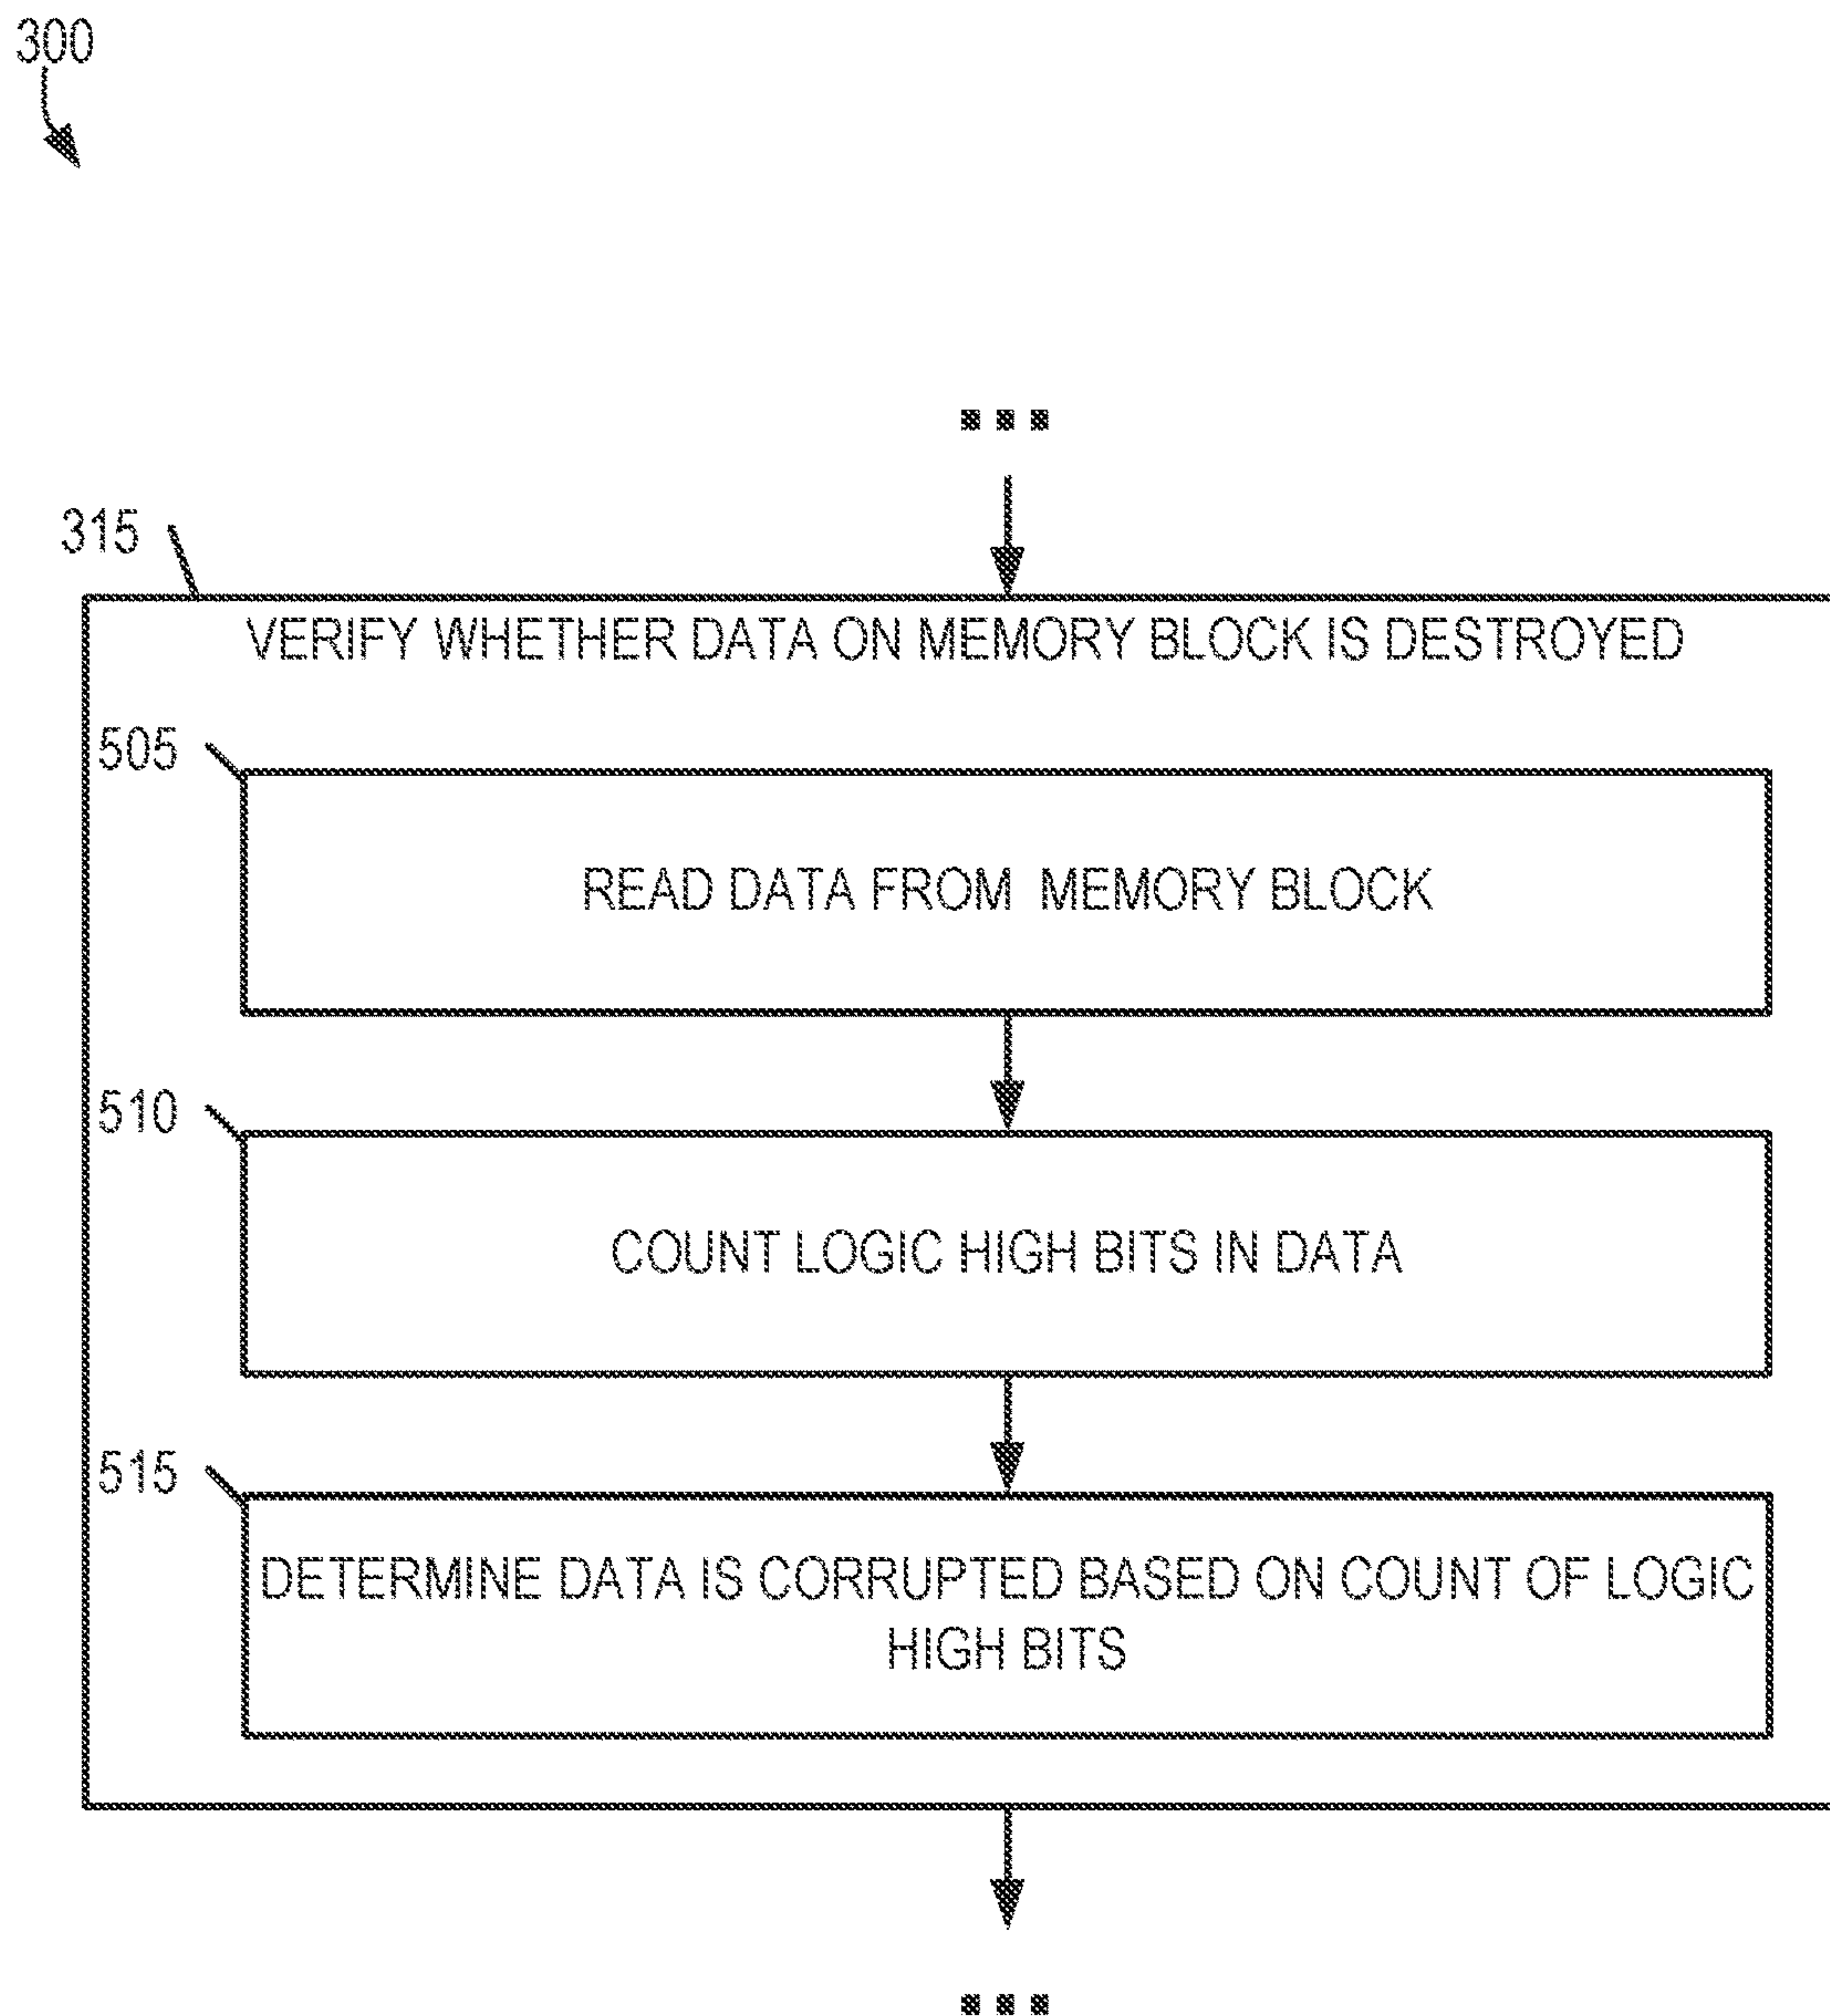 300
315
VERIFY WHETHER DATA ON MEMORY BLOCK IS DESTROYED
505
READ DATA FROM MEMORY BLOCK
510
COUNT LOGIC HIGH BITS IN DATA
515
DETERMINE DATA IS CORRUPTED BASED ON COUNT OF LOGIC
HIGH BITS